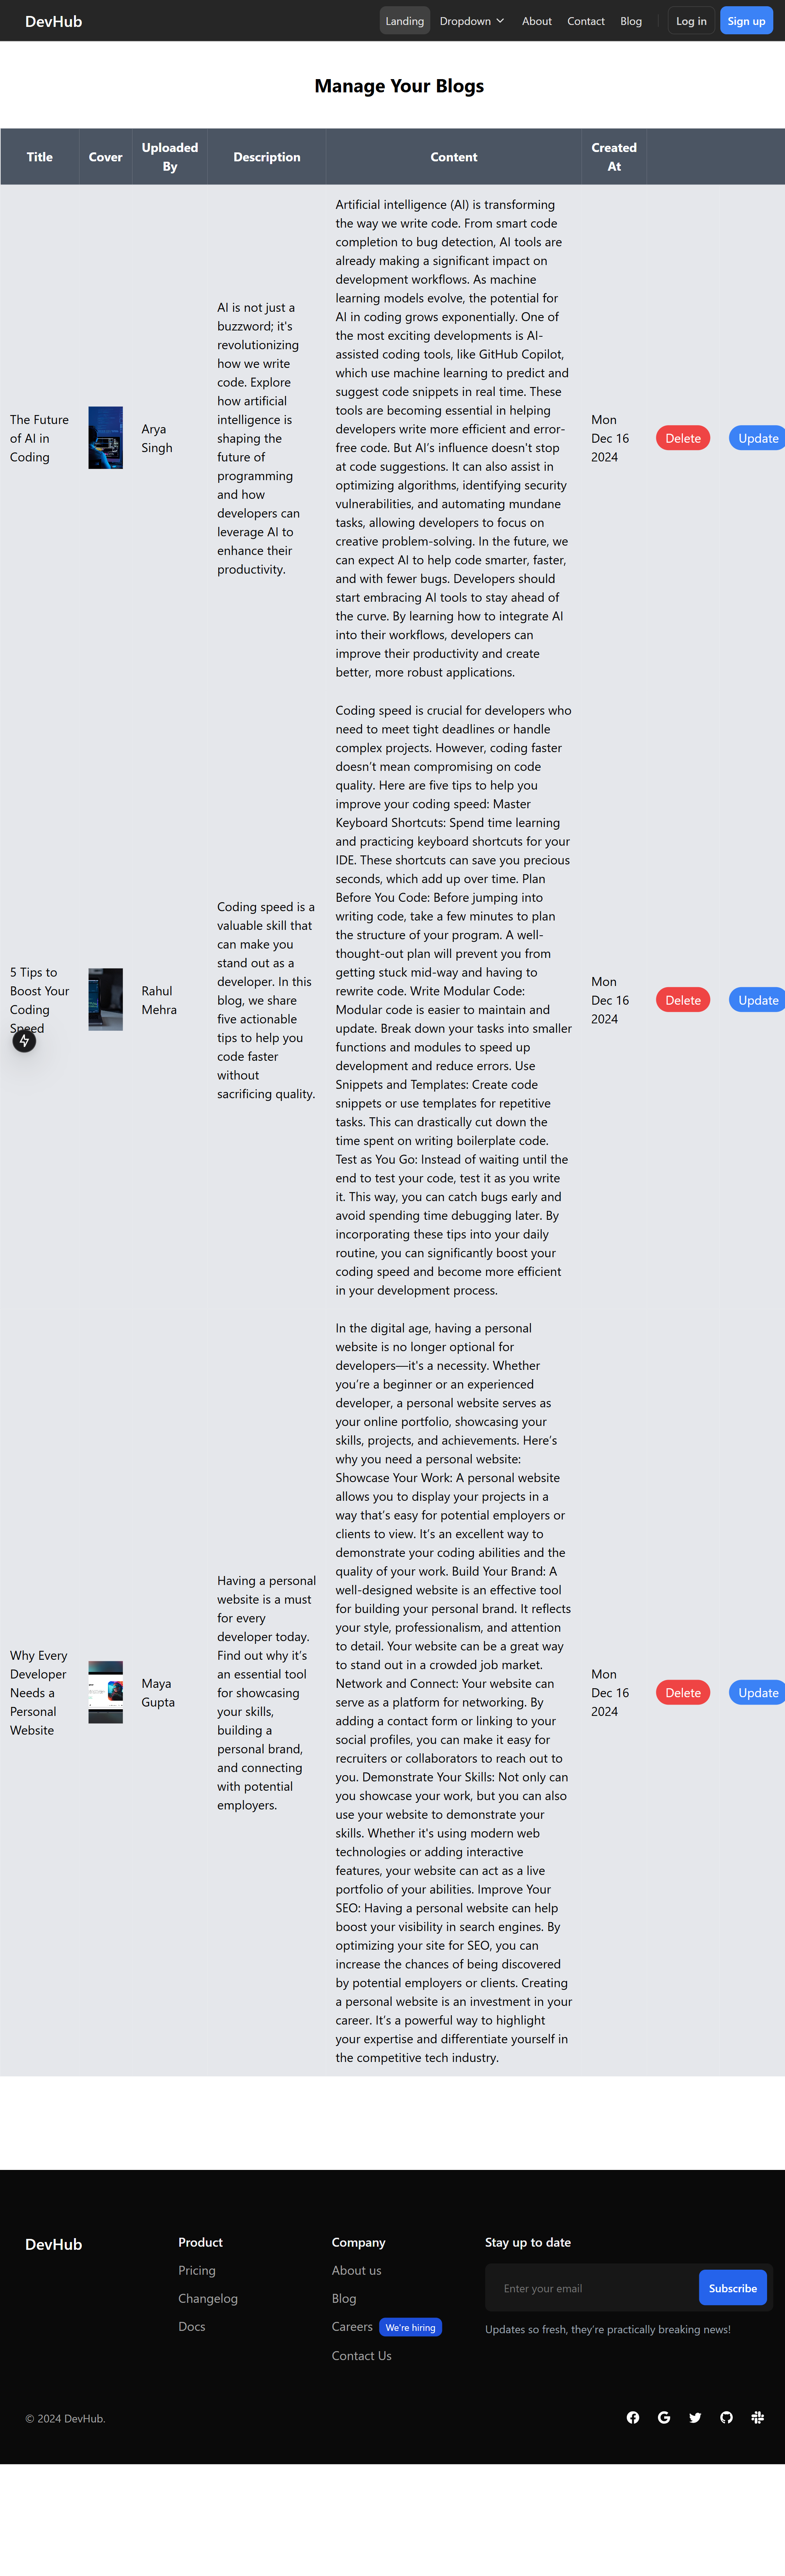 DevHub
Landing
Dropdown
About
Contact
Blog
Log in
Sign up
Manage Your Blogs
Title
Cover
Uploaded
By
Description
Content
Created
At
The Future
of AI in
Coding
Arya
Singh
AI is not just a
buzzword; it's
revolutionizing
how we write
code. Explore
how artificial
intelligence is
shaping the
future of
programming
and how
developers can
leverage AI to
enhance their
productivity.
Artificial intelligence (AI) is transforming
the way we write code. From smart code
completion to bug detection, AI tools are
already making a significant impact on
development workflows. As machine
learning models evolve, the potential for
AI in coding grows exponentially. One of
the most exciting developments is AI-
assisted coding tools, like GitHub Copilot,
which use machine learning to predict and
suggest code snippets in real time. These
tools are becoming essential in helping
developers write more efficient and error-
free code. But AI's influence doesn't stop
at code suggestions. It can also assist in
optimizing algorithms, identifying security
vulnerabilities, and automating mundane
tasks, allowing developers to focus on
creative problem-solving. In the future, we
can expect AI to help code smarter, faster,
and with fewer bugs. Developers should
start embracing AI tools to stay ahead of
the curve. By learning how to integrate AI
into their workflows, developers can
improve their productivity and create
better, more robust applications.
Mon
Dec 16
2024
Delete
Update
5 Tips to
Boost Your
Coding
Speed
Rahul
Mehra
Coding speed is a
valuable skill that
can make you
stand out as a
developer. In this
blog, we share
five actionable
tips to help you
code faster
without
sacrificing quality.
Coding speed is crucial for developers who
need to meet tight deadlines or handle
complex projects. However, coding faster
doesn't mean compromising on code
quality. Here are five tips to help you
improve your coding speed: Master
Keyboard Shortcuts: Spend time learning
and practicing keyboard shortcuts for your
IDE. These shortcuts can save you precious
seconds, which add up over time. Plan
Before You Code: Before jumping into
writing code, take a few minutes to plan
the structure of your program. A well-
thought-out plan will prevent you from
getting stuck mid-way and having to
rewrite code. Write Modular Code:
Modular code is easier to maintain and
update. Break down your tasks into smaller
functions and modules to speed up
development and reduce errors. Use
Snippets and Templates: Create code
snippets or use templates for repetitive
tasks. This can drastically cut down the
time spent on writing boilerplate code.
Test as You Go: Instead of waiting until the
end to test your code, test it as you write
it. This way, you can catch bugs early and
avoid spending time debugging later. By
incorporating these tips into your daily
routine, you can significantly boost your
coding speed and become more efficient
in your development process.
Mon
Dec 16
2024
Delete
Update
Why Every
Developer
Needs a
Personal
Website
Maya
Gupta
Having a personal
website is a must
for every
developer today.
Find out why it's
an essential tool
for showcasing
your skills,
building a
personal brand,
and connecting
with potential
employers.
In the digital age, having a personal
website is no longer optional for
developers—it's a necessity. Whether
you're a beginner or an experienced
developer, a personal website serves as
your online portfolio, showcasing your
skills, projects, and achievements. Here's
why you need a personal website:
Showcase Your Work: A personal website
allows you to display your projects in a
way that's easy for potential employers or
clients to view. It's an excellent way to
demonstrate your coding abilities and the
quality of your work. Build Your Brand: A
well-designed website is an effective tool
for building your personal brand. It reflects
your style, professionalism, and attention
to detail. Your website can be a great way
to stand out in a crowded job market.
Network and Connect: Your website can
serve as a platform for networking. By
adding a contact form or linking to your
social profiles, you can make it easy for
recruiters or collaborators to reach out to
you. Demonstrate Your Skills: Not only can
you showcase your work, but you can also
use your website to demonstrate your
skills. Whether it's using modern web
technologies or adding interactive
features, your website can act as a live
portfolio of your abilities. Improve Your
SEO: Having a personal website can help
boost your visibility in search engines. By
optimizing your site for SEO, you can
increase the chances of being discovered
by potential employers or clients. Creating
a personal website is an investment in your
career. It's a powerful way to highlight
your expertise and differentiate yourself in
the competitive tech industry.
Mon
Dec 16
2024
Delete
Update
DevHub
Product
Pricing
Changelog
Docs
Company
About us
Blog
Careers
We're hiring
Contact Us
Stay up to date
Enter your email
Subscribe
Updates so fresh, they're practically breaking news!
© 2024 DevHub.